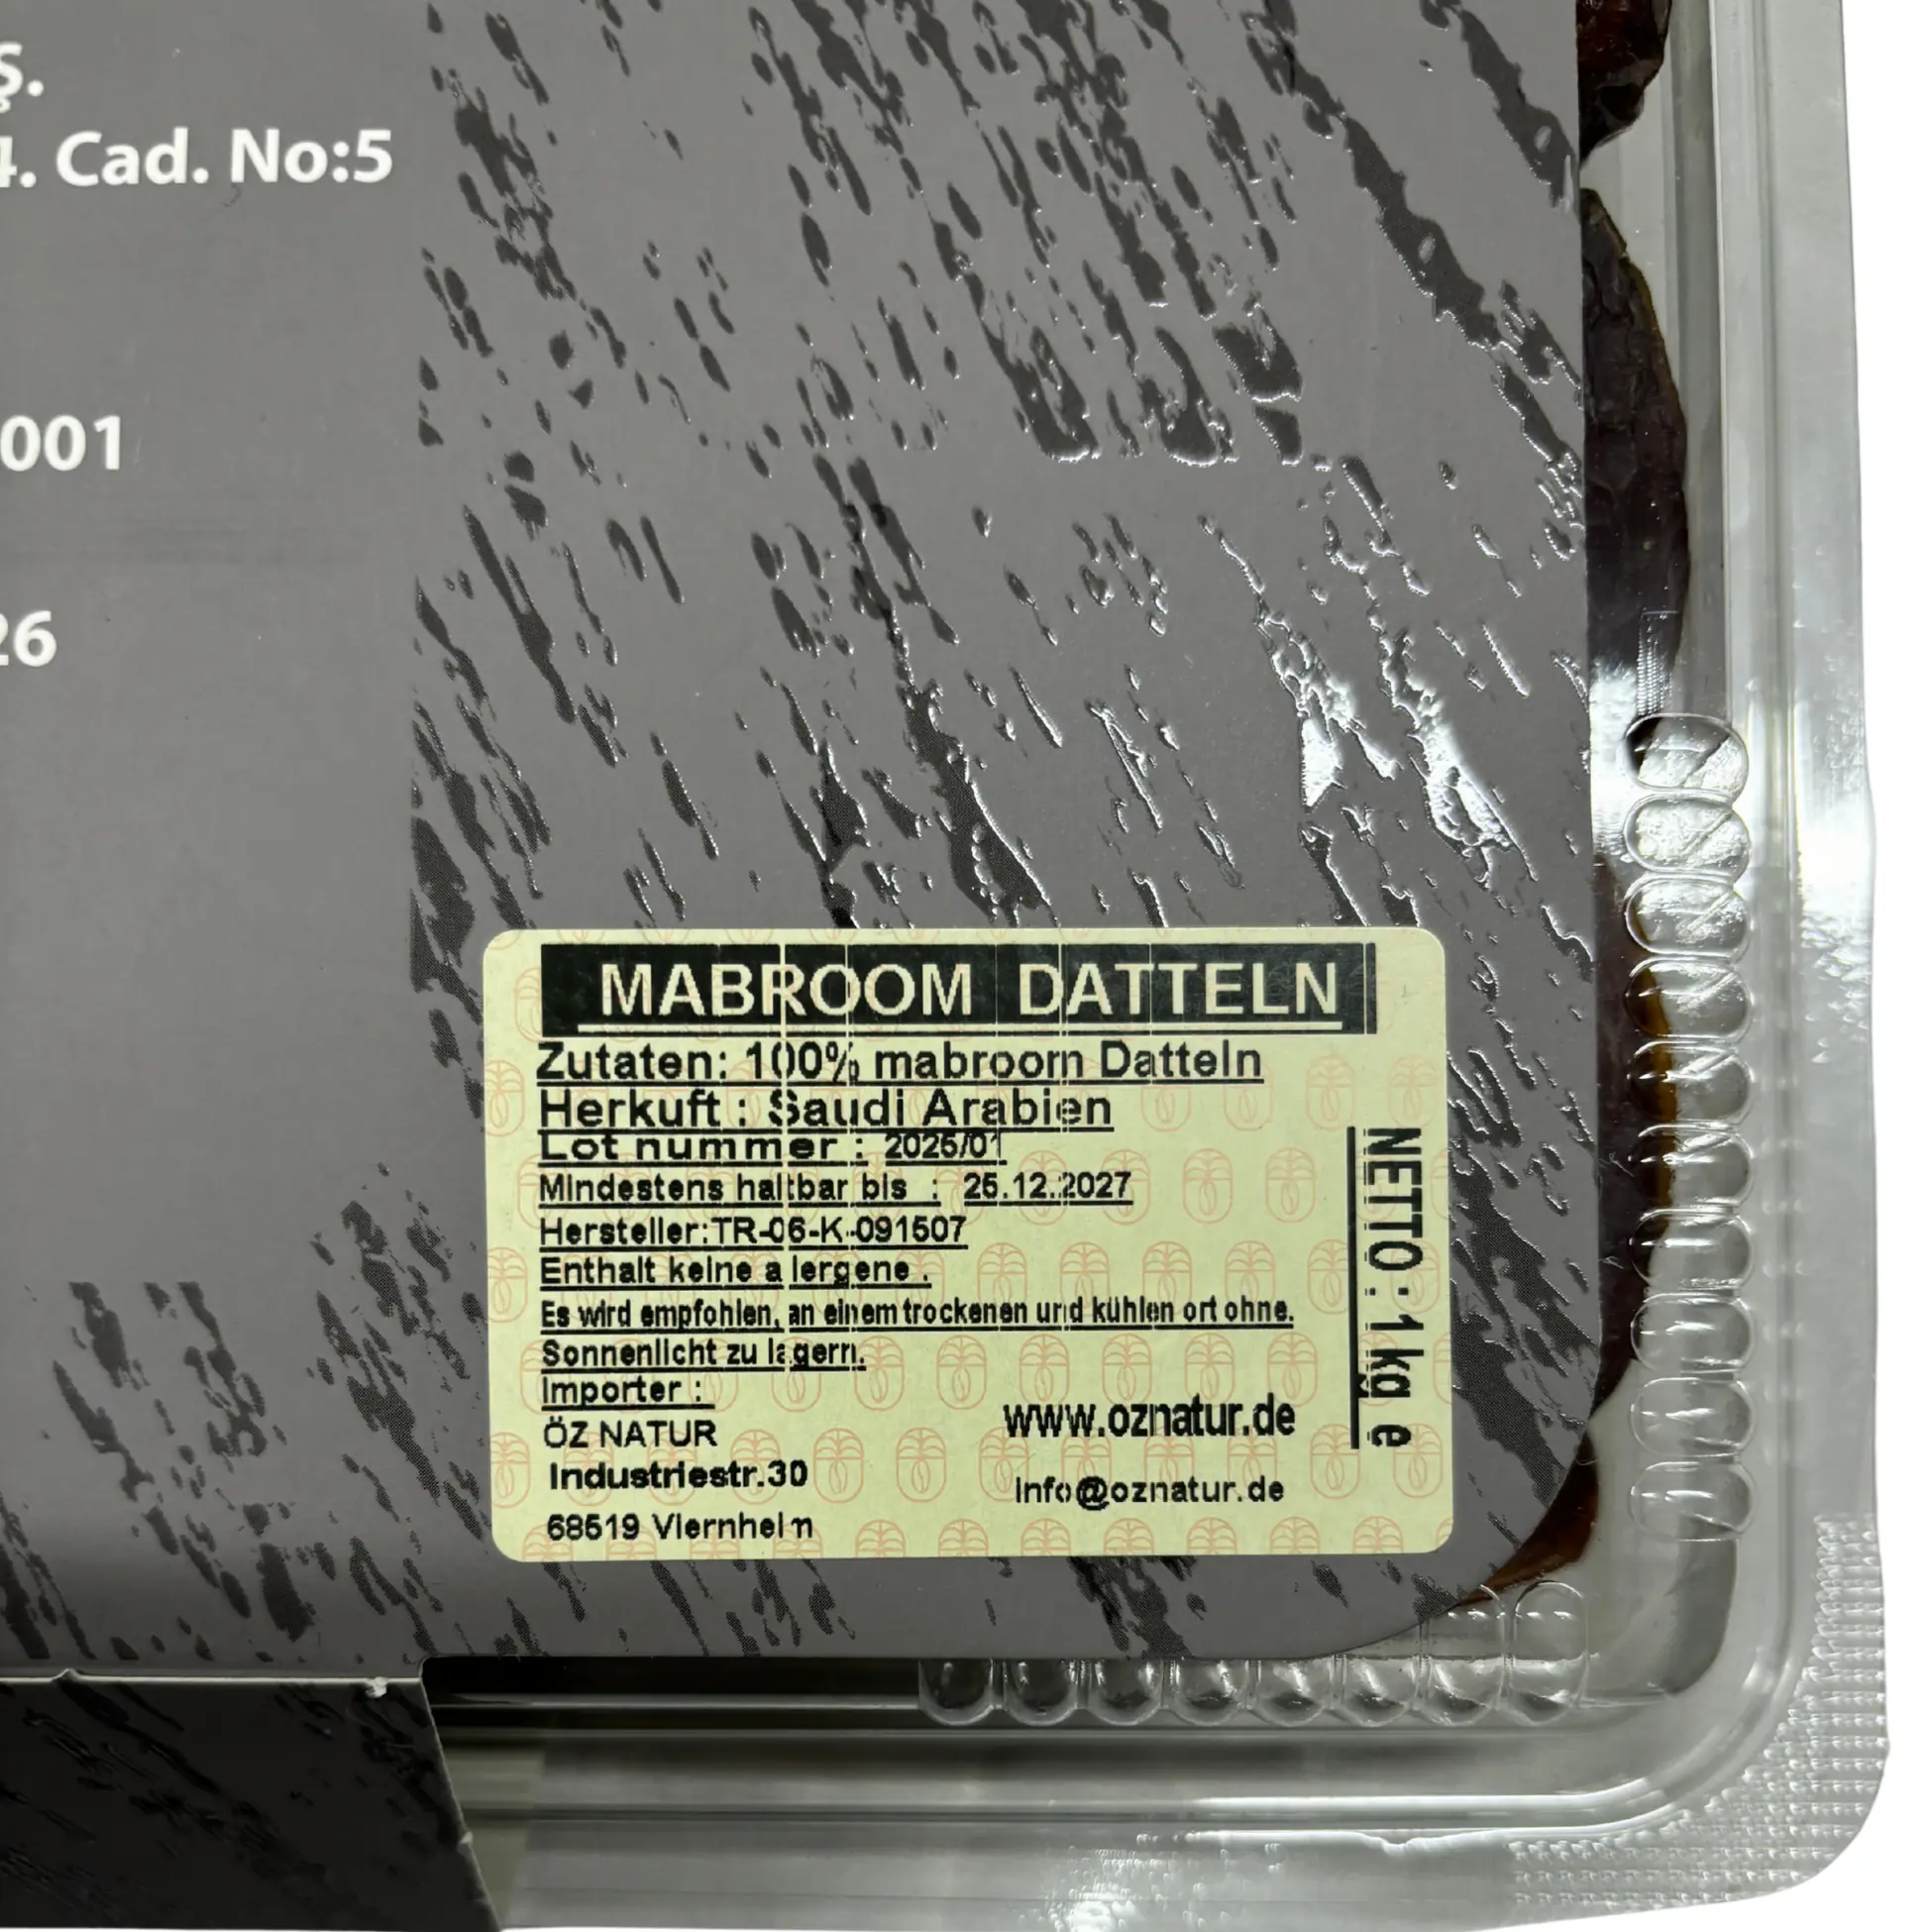 Ş.
4. Cad. No:5
001
26
MABROOM DATTELN
Zutaten: 100% mabroom Datteln
Herkuft : Saudi Arabien
Lot nummer : 2025/01
Mindestens haltbar bis : 25.12.2027
Hersteller:TR-06-K-091507
Enthalt keine allergene .
Es wird empfohlen, an einem trockenen und kühlen ort ohne.
Sonnenlicht zu lagern.
Importer :
ÖZ NATUR
Industriestr.30
68519 Viernheim
www.oznatur.de
info@oznatur.de
NETTO : 1 kg e